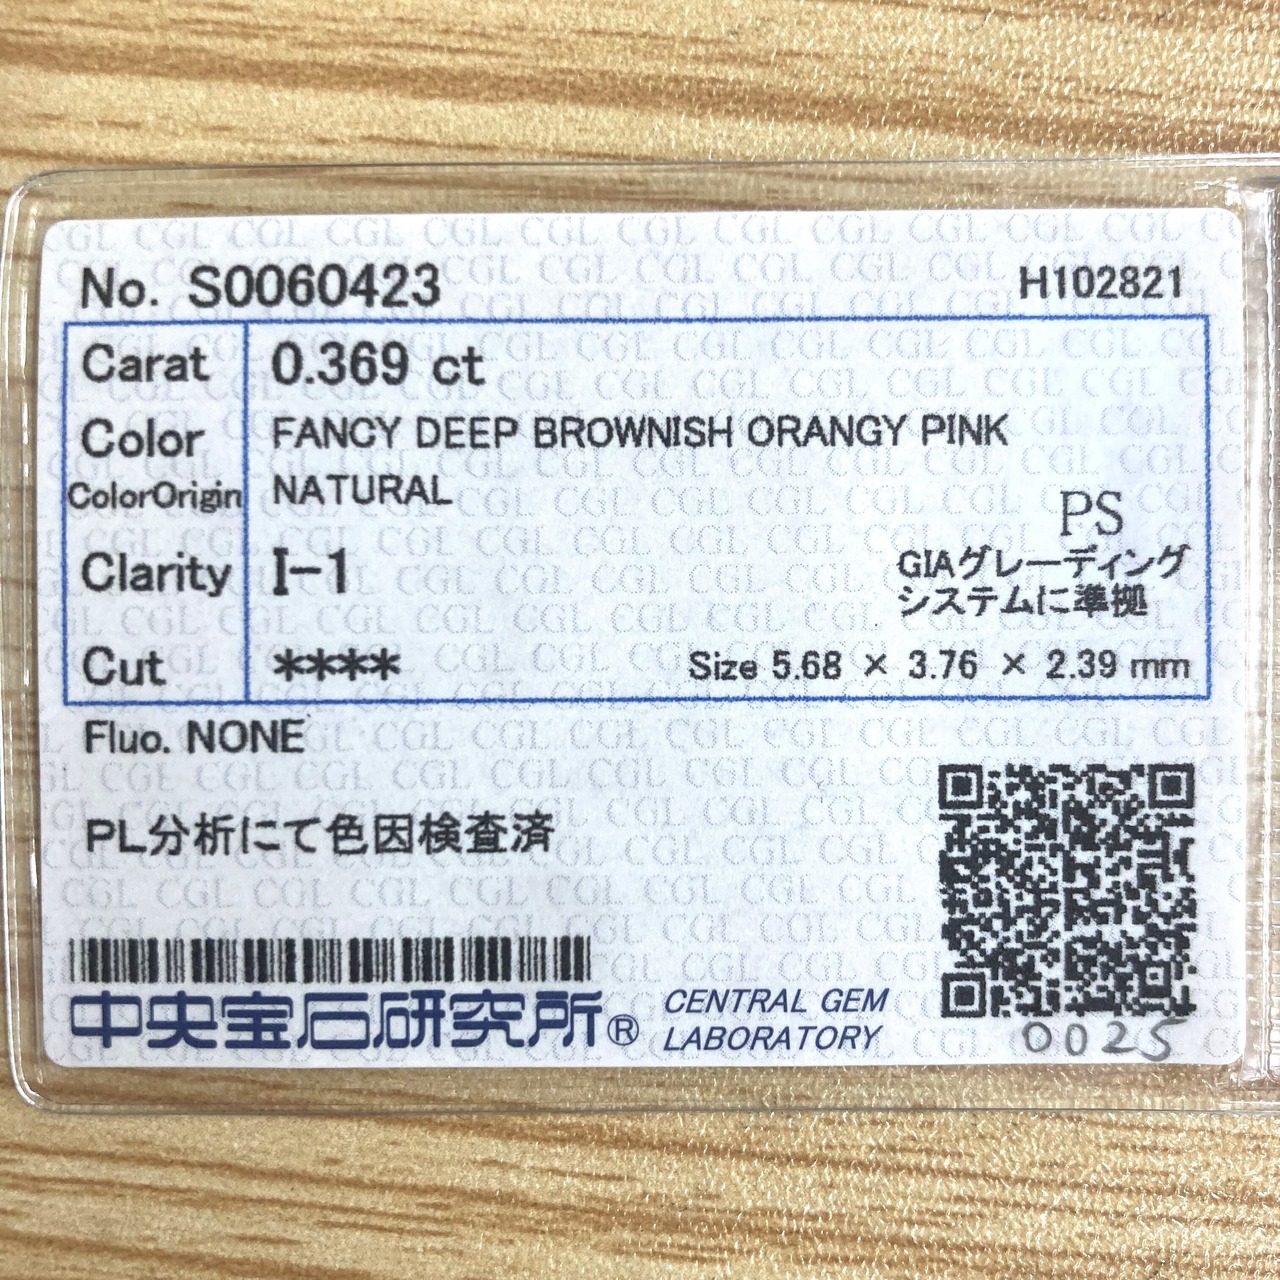 No. S0060423 H102821
Carat 0.369 ct
Color FANCY DEEP BROWNISH ORANGY PINK
ColorOrigin NATURAL
PS
Clarity I-1 GIAグレーディング
システムに準拠
Cut **** Size 5.68 × 3.76 × 2.39 mm
Fluo. NONE
PL分析にて色因検査済
中央宝石研究所® CENTRAL GEM
LABORATORY
0025